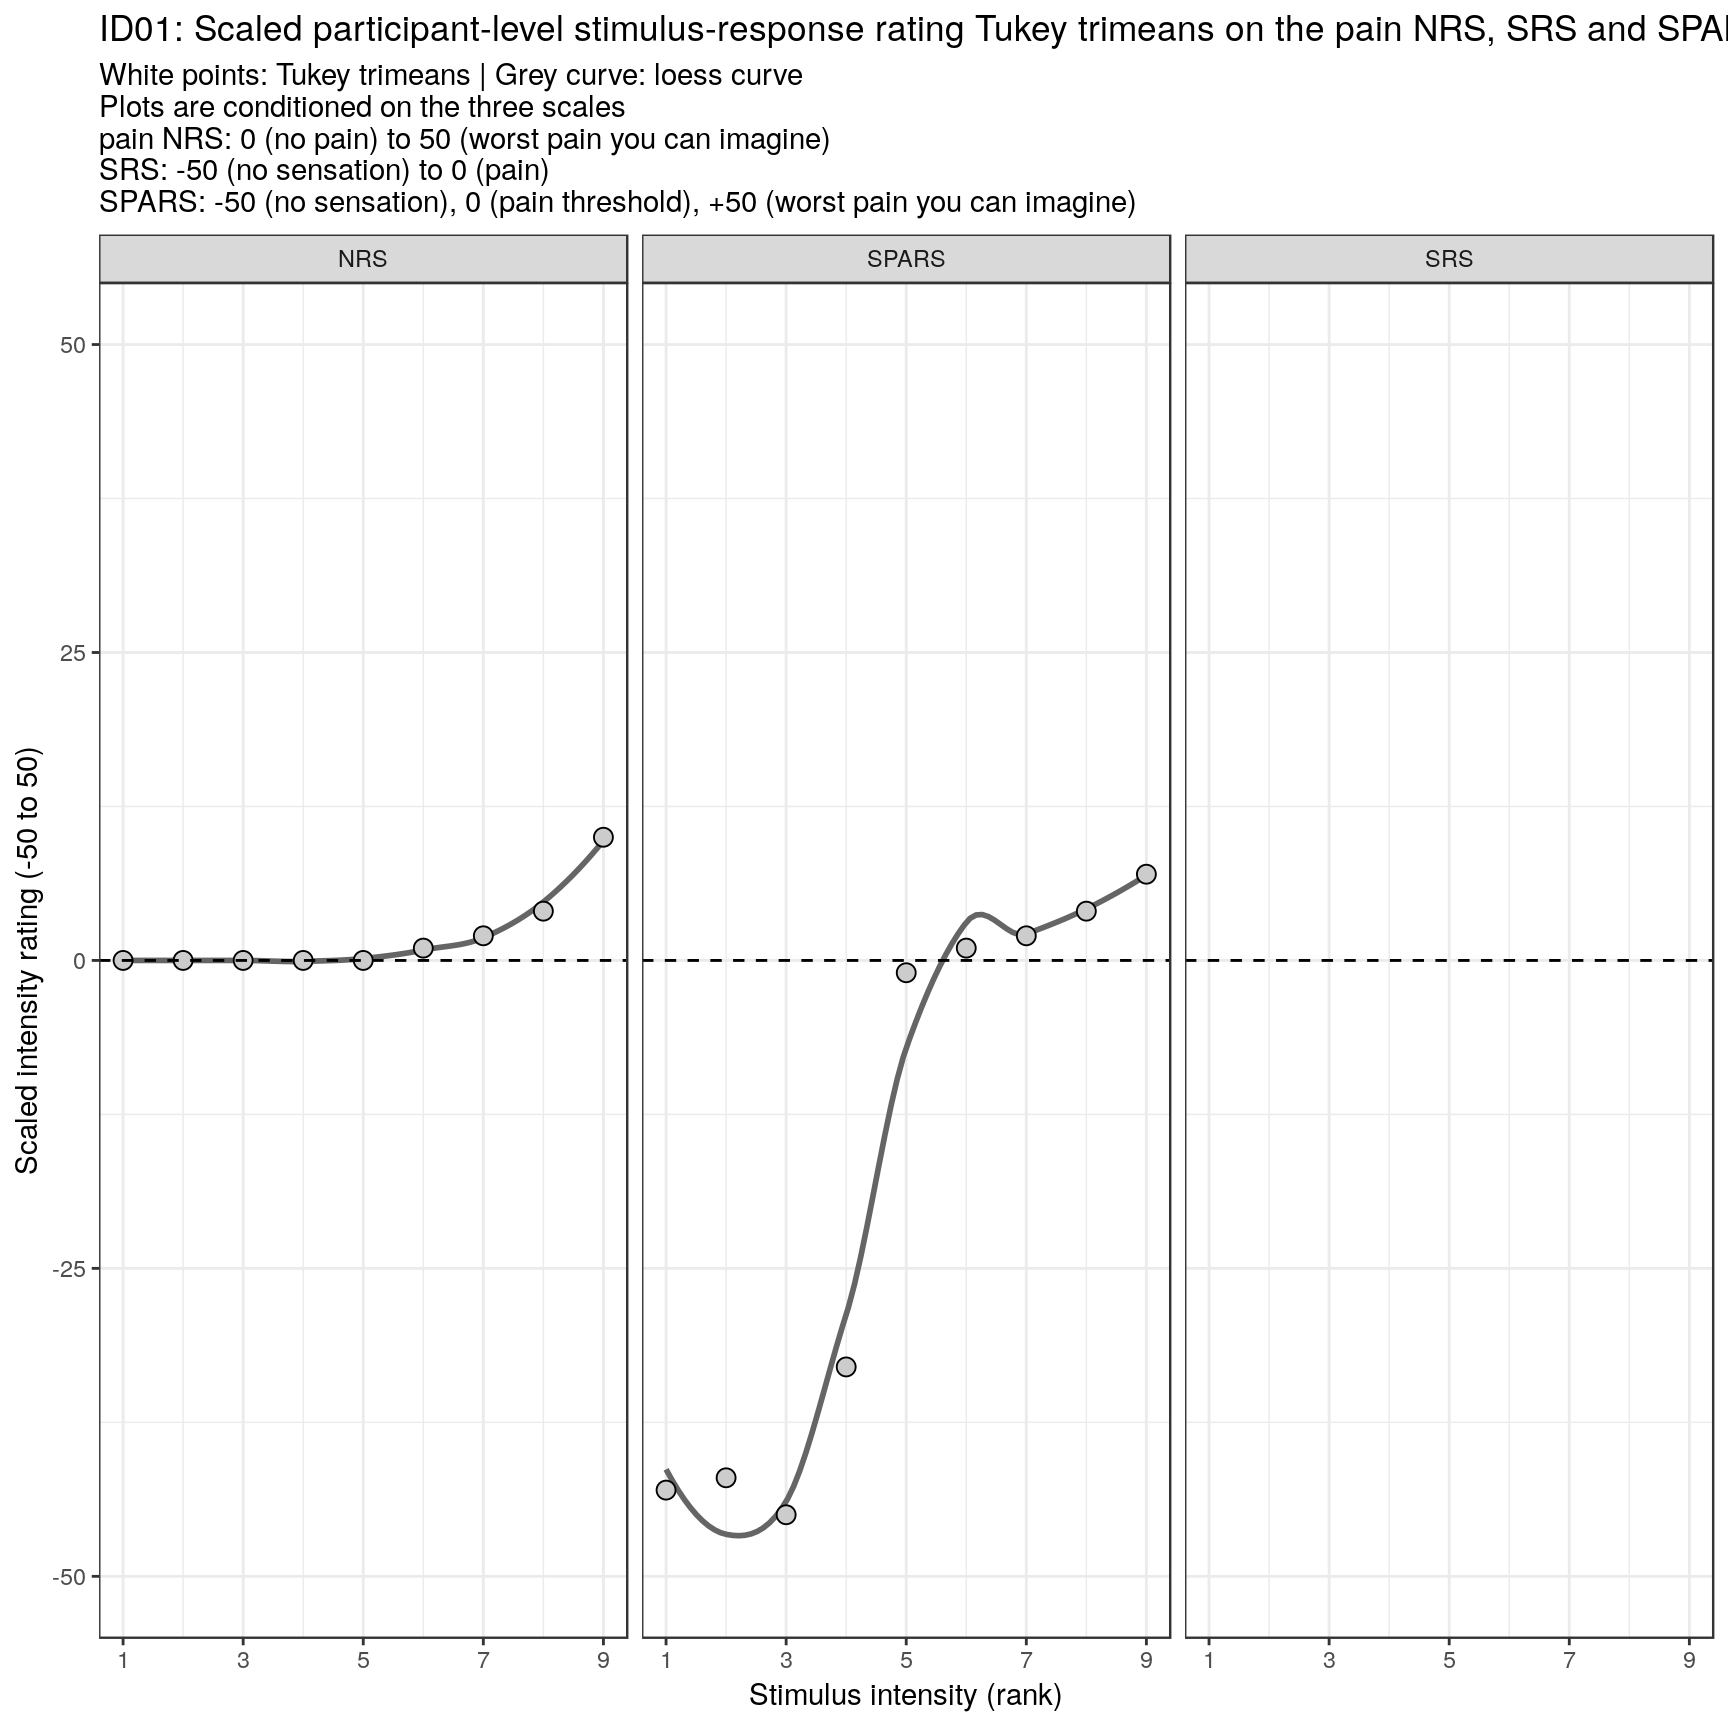 ID01: Scaled participant-level stimulus-response rating Tukey trimeans on the pain NRS, SRS and SPA
White points: Tukey trimeans | Grey curve: loess curve
Plots are conditioned on the three scales
pain NRS: 0 (no pain) to 50 (worst pain you can imagine)
SRS: -50 (no sensation) to 0 (pain)
SPARS: -50 (no sensation), 0 (pain threshold), +50 (worst pain you can imagine)
NRS SPARS SRS
50
25
0
-25
-50
Scaled intensity rating (-50 to 50)
1 3 5 7 9 1 3 5 7 9 1 3 5 7 9
Stimulus intensity (rank)